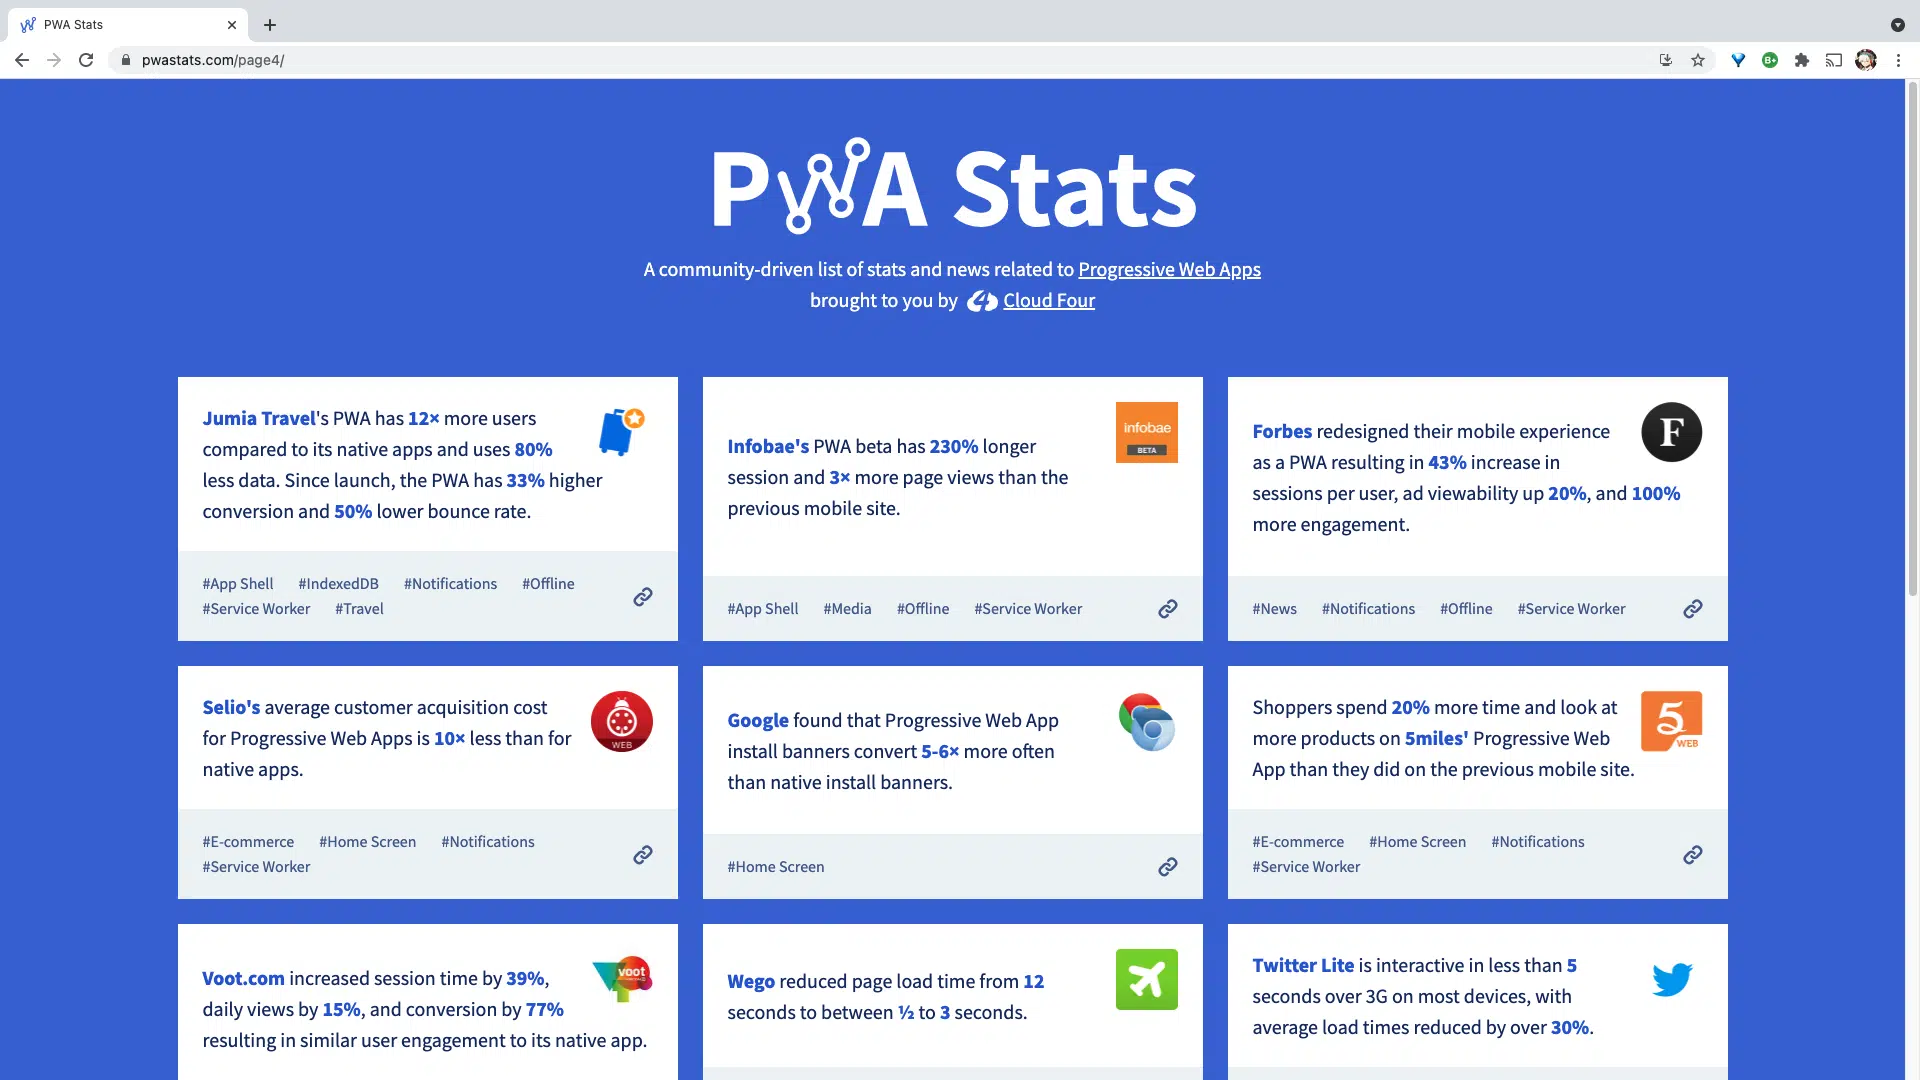 PWA Stats
pwastats.com/page4/
PWA Stats
A community-driven list of stats and news related to Progressive Web Apps
brought to you by Cloud Four
Jumia Travel's PWA has 12× more users
compared to its native apps and uses 80%
less data. Since launch, the PWA has 33% higher
conversion and 50% lower bounce rate.
#App Shell #IndexedDB #Notifications #Offline
#Service Worker #Travel
infobae
BETA
Infobae's PWA beta has 230% longer
session and 3× more page views than the
previous mobile site.
#App Shell #Media #Offline #Service Worker
F
Forbes redesigned their mobile experience
as a PWA resulting in 43% increase in
sessions per user, ad viewability up 20%, and 100%
more engagement.
#News #Notifications #Offline #Service Worker
WEB
Selio's average customer acquisition cost
for Progressive Web Apps is 10× less than for
native apps.
#E-commerce #Home Screen #Notifications
#Service Worker
Google found that Progressive Web App
install banners convert 5-6× more often
than native install banners.
#Home Screen
5
WEB
Shoppers spend 20% more time and look at
more products on 5miles' Progressive Web
App than they did on the previous mobile site.
#E-commerce #Home Screen #Notifications
#Service Worker
voot
Voot.com increased session time by 39%,
daily views by 15%, and conversion by 77%
resulting in similar user engagement to its native app.
Wego reduced page load time from 12
seconds to between ½ to 3 seconds.
Twitter Lite is interactive in less than 5
seconds over 3G on most devices, with
average load times reduced by over 30%.